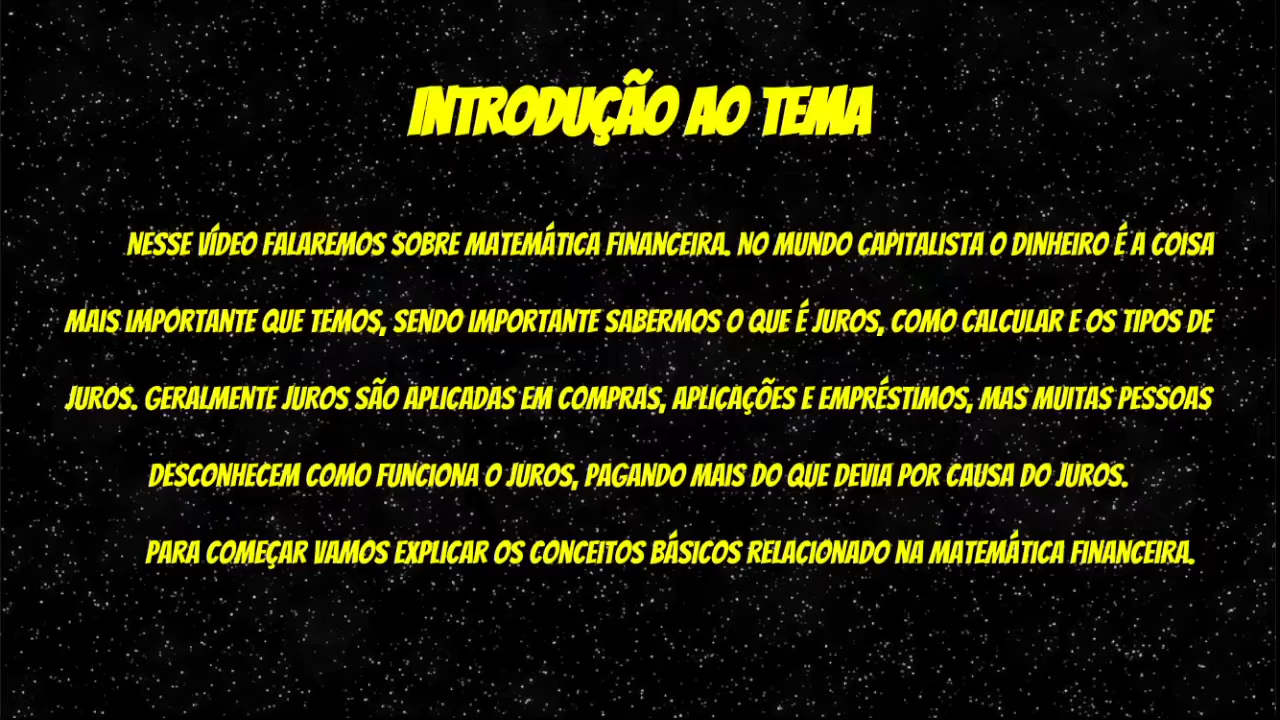 INTRODUÇÃO AO TEMA
NESSE VÍDEO FALAREMOS SOBRE MATEMÁTICA FINANCEIRA. NO MUNDO CAPITALISTA O DINHEIRO É A COISA
MAIS IMPORTANTE QUE TEMOS, SENDO IMPORTANTE SABERMOS O QUE É JUROS, COMO CALCULAR E OS TIPOS DE
JUROS. GERALMENTE JUROS SÃO APLICADAS EM COMPRAS, APLICAÇÕES E EMPRÉSTIMOS, MAS MUITAS PESSOAS
DESCONHECEM COMO FUNCIONA O JUROS, PAGANDO MAIS DO QUE DEVIA POR CAUSA DO JUROS.
PARA COMEÇAR VAMOS EXPLICAR OS CONCEITOS BÁSICOS RELACIONADO NA MATEMÁTICA FINANCEIRA.